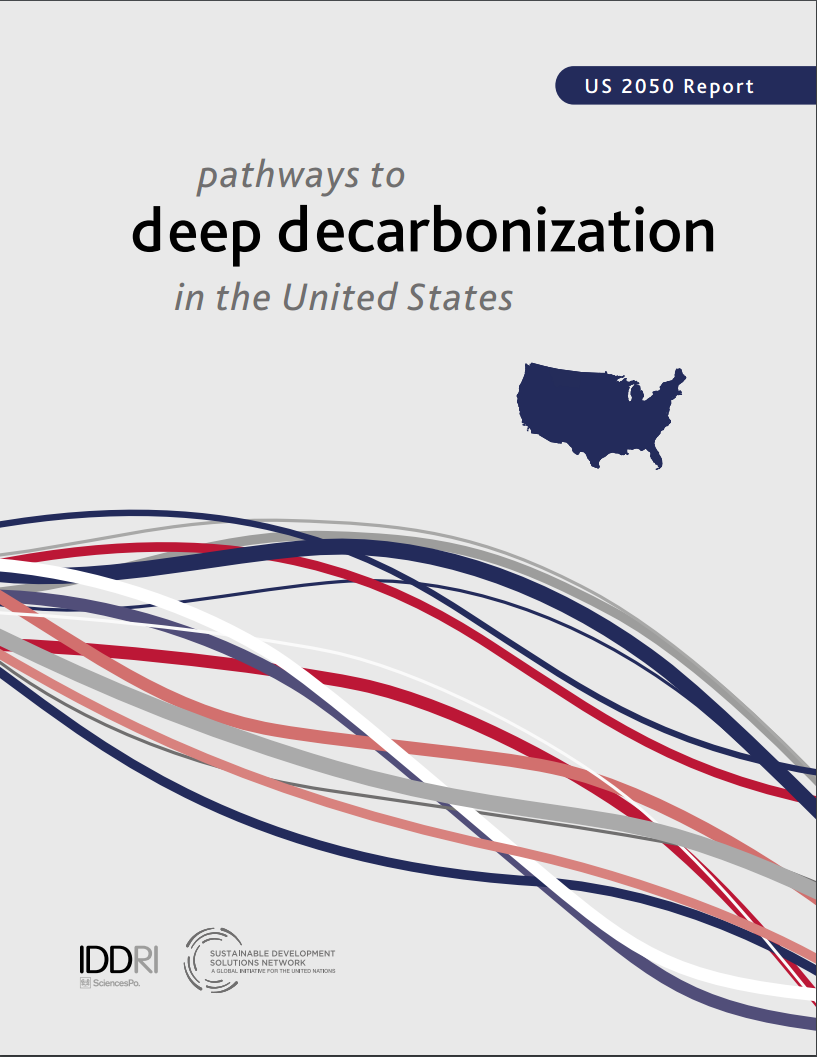 US 2050 Report
pathways to
deep decarbonization
in the United States
IDDRI
SciencesPo.
SUSTAINABLE DEVELOPMENT
SOLUTIONS NETWORK
A GLOBAL INITIATIVE FOR THE UNITED NATIONS